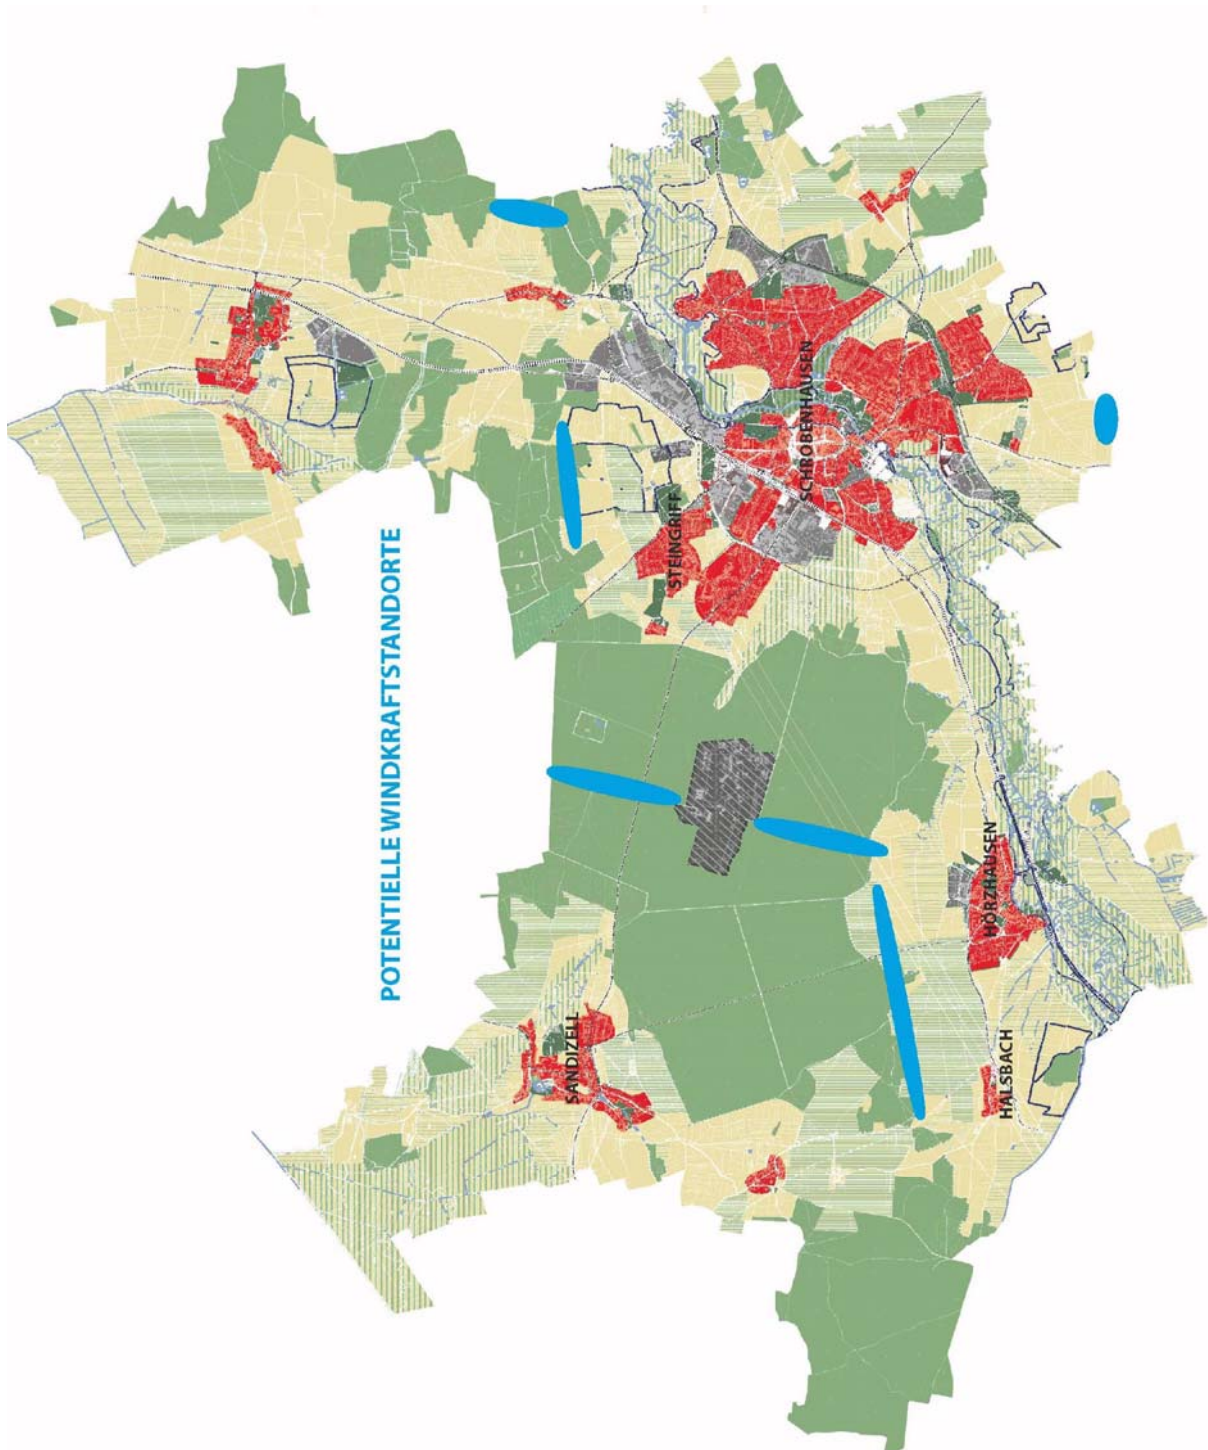 POTENTIELLE WINDKRAFTSTANDORTE
SANDIZELL
STEINGRIFF
SCHROBENHAUSEN
HÖRZHAUSEN
HALSBACH